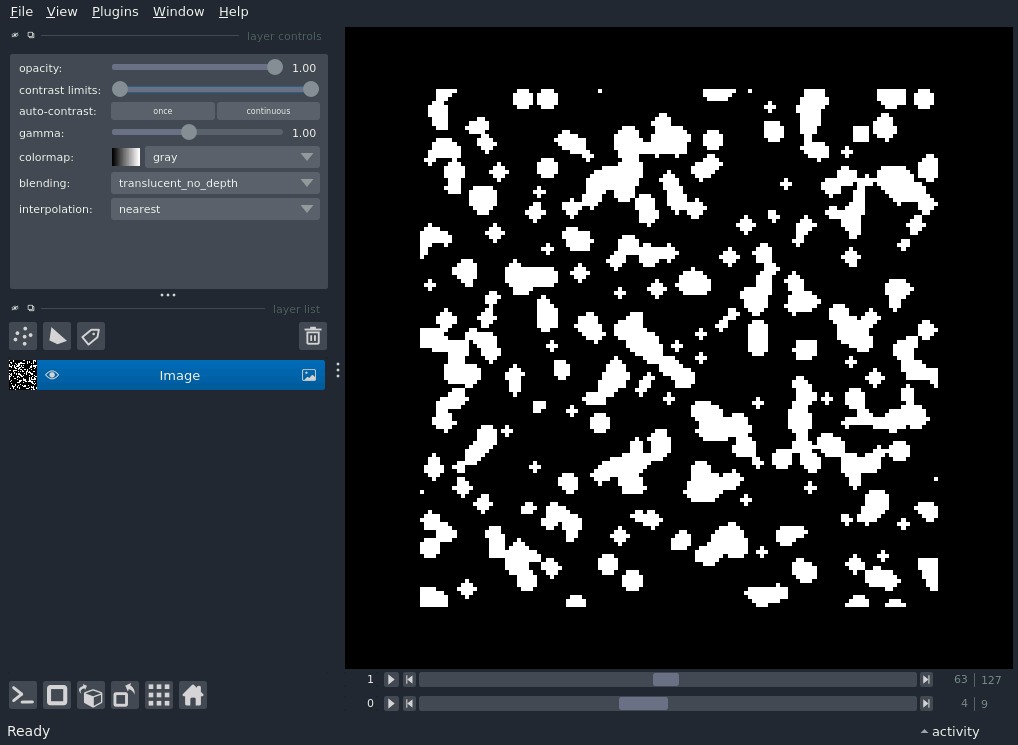 File View Plugins Window Help
layer controls
opacity: 1.00
contrast limits:
auto-contrast: once continuous
gamma: 1.00
colormap: gray
blending: translucent_no_depth
interpolation: nearest
layer list
Image
1 63 127
0 4 9
Ready activity